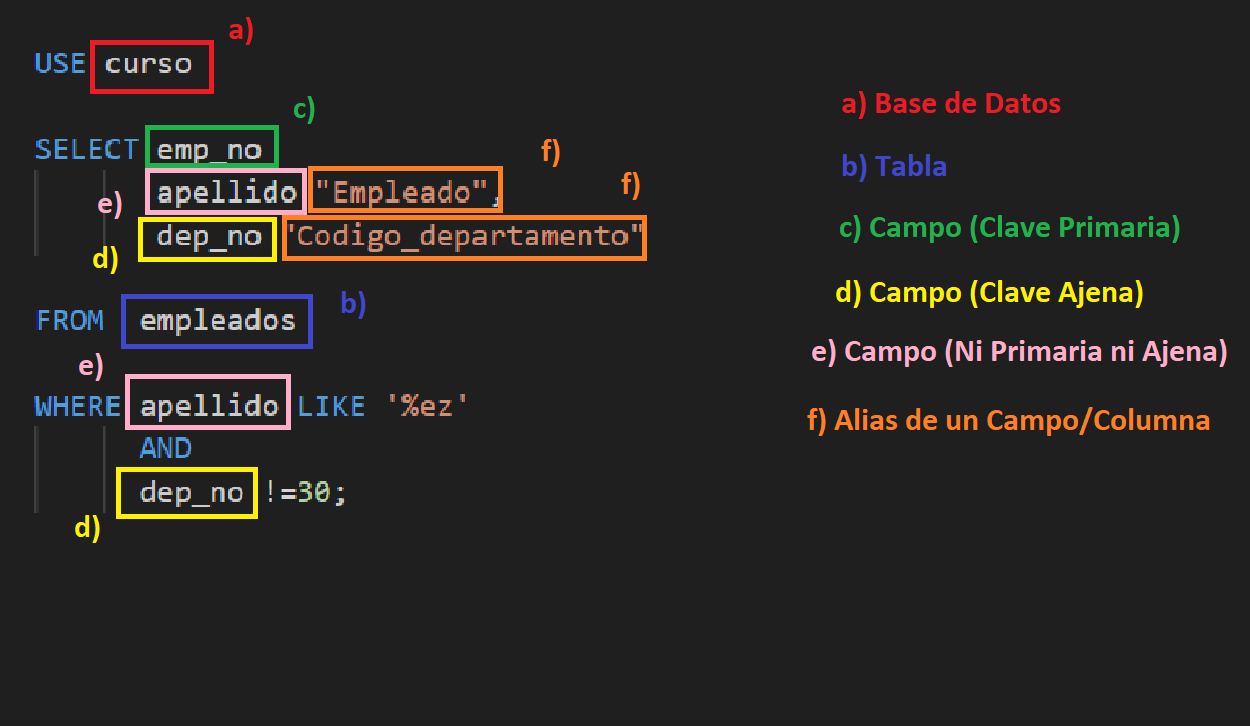 a)
USE curso
a) Base de Datos
c)
SELECT emp_no
f)
b) Tabla
apellido "Empleado",
f)
e)
c) Campo (Clave Primaria)
dep_no "Codigo_departamento"
d)
d) Campo (Clave Ajena)
b)
FROM empleados
e) Campo (Ni Primaria ni Ajena)
e)
WHERE apellido LIKE '%ez'
f) Alias de un Campo/Columna
AND
dep_no !=30;
d)